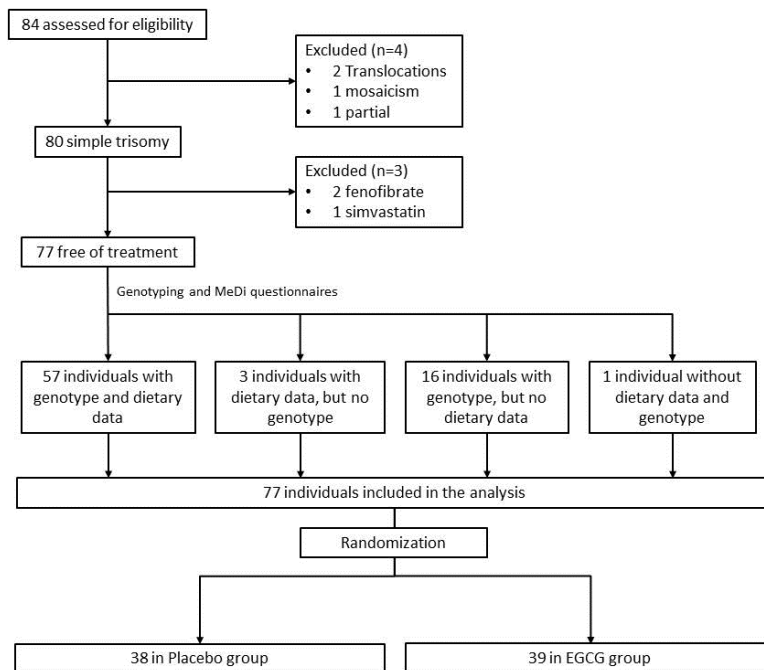 84 assessed for eligibility
Excluded (n=4)
• 2 Translocations
• 1 mosaicism
• 1 partial
80 simple trisomy
Excluded (n=3)
• 2 fenofibrate
• 1 simvastatin
77 free of treatment
Genotyping and MeDi questionnaires
57 individuals with
genotype and dietary
data
3 individuals with
dietary data, but no
genotype
16 individuals with
genotype, but no
dietary data
1 individual without
dietary data and
genotype
77 individuals included in the analysis
Randomization
38 in Placebo group
39 in EGCG group